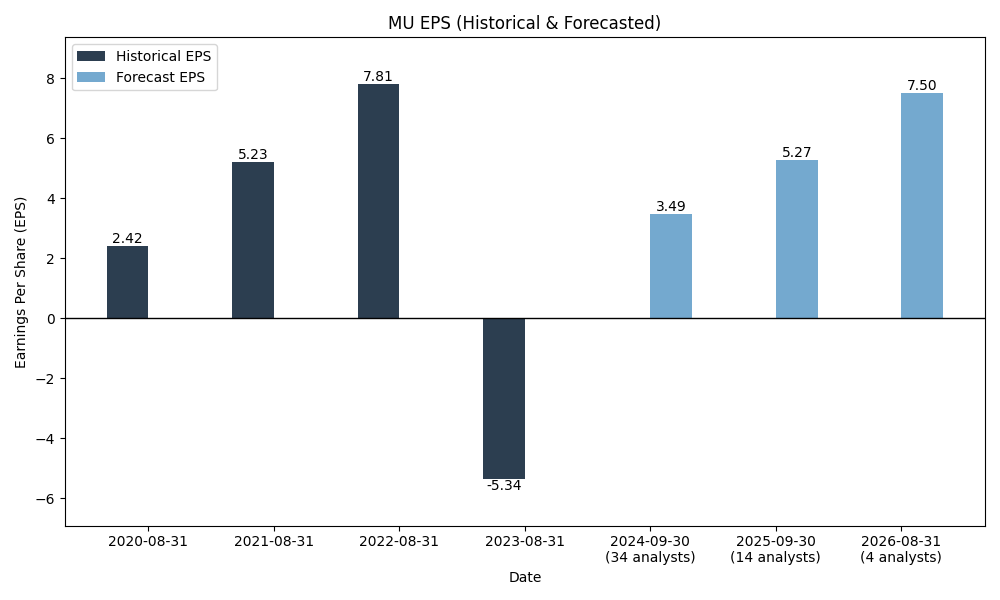 MU EPS (Historical & Forecasted)
Historical EPS
Forecast EPS
Earnings Per Share (EPS)
8
6
4
2
0
−2
−4
−6
2.42
5.23
7.81
-5.34
3.49
5.27
7.50
2020-08-31
2021-08-31
2022-08-31
2023-08-31
2024-09-30
(34 analysts)
2025-09-30
(14 analysts)
2026-08-31
(4 analysts)
Date